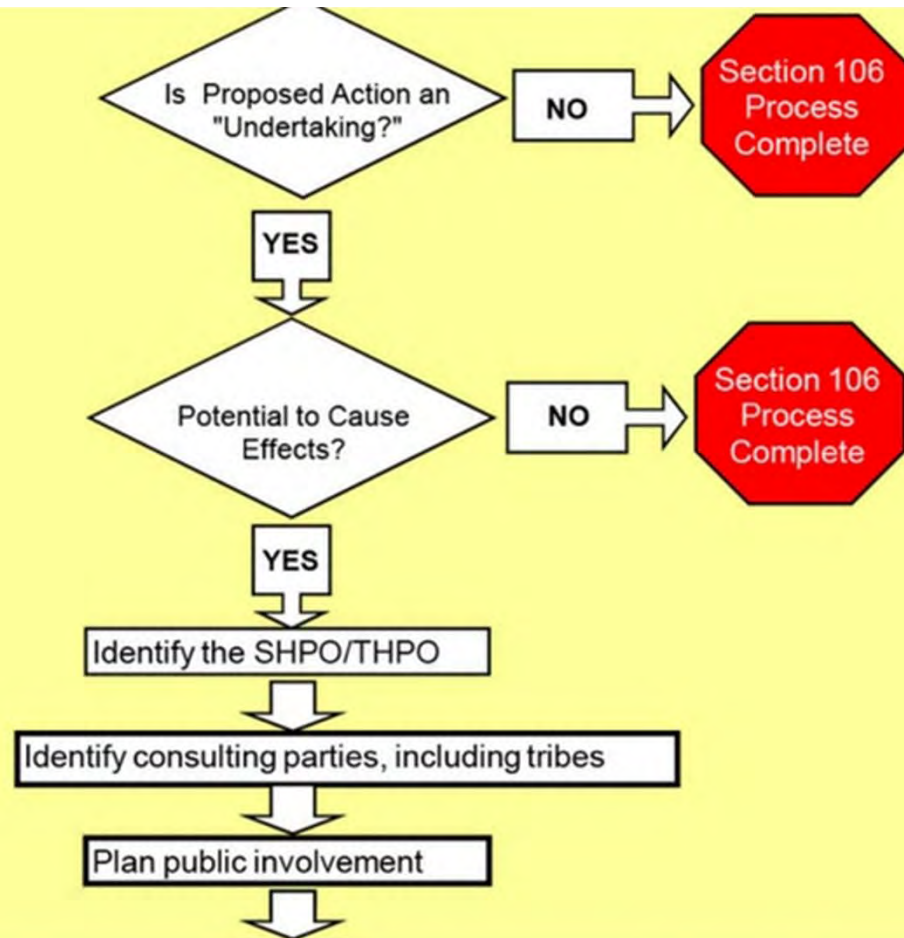 Is Proposed Action an
"Undertaking?"
NO
Section 106
Process
Complete
YES
Potential to Cause
Effects?
NO
Section 106
Process
Complete
YES
Identify the SHPO/THPO
Identify consulting parties, including tribes
Plan public involvement